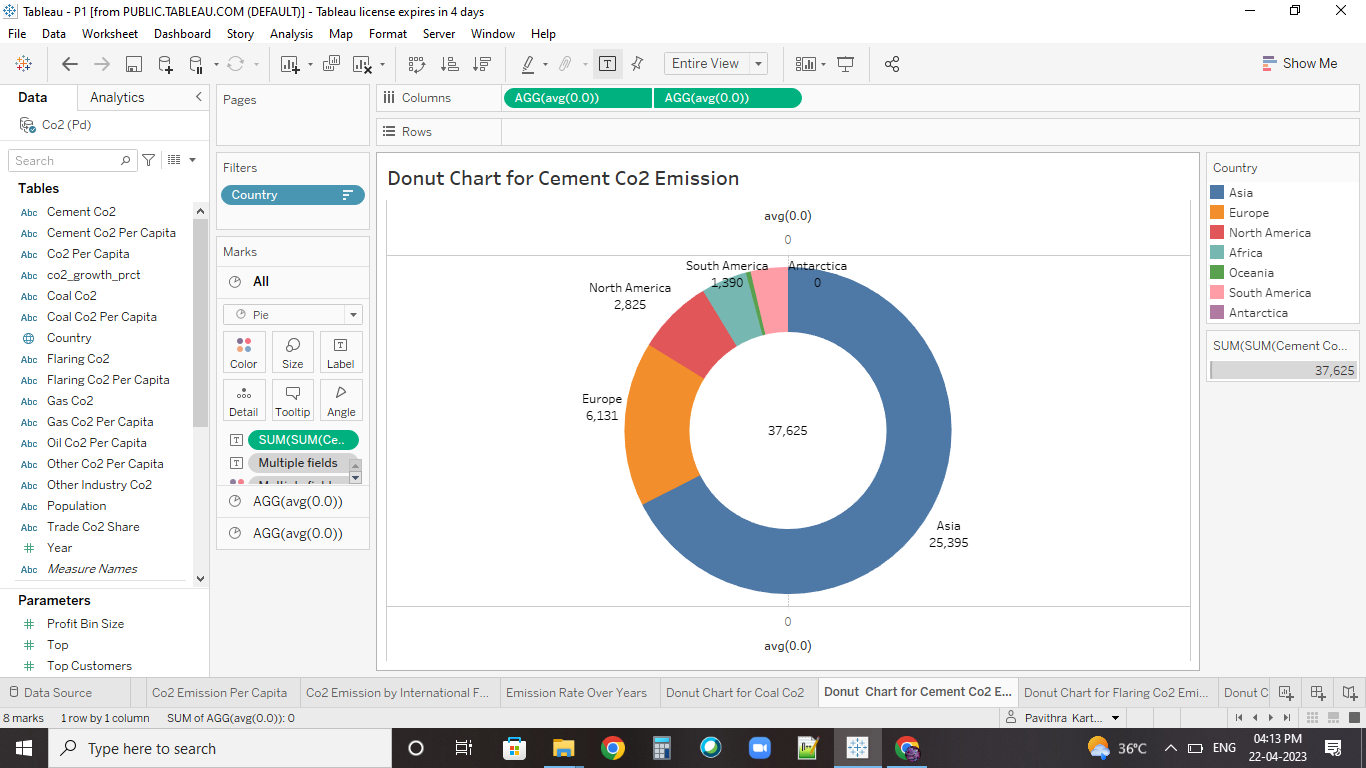 Tableau - P1 [from PUBLIC.TABLEAU.COM (DEFAULT)] - Tableau license expires in 4 days
File Data Worksheet Dashboard Story Analysis Map Format Server Window Help
Entire View
Show Me
Data Analytics
Co2 (Pd)
Search
Tables
Abc Cement Co2
Abc Cement Co2 Per Capita
Abc Co2 Per Capita
Abc co2_growth_prct
Abc Coal Co2
Abc Coal Co2 Per Capita
Country
Abc Flaring Co2
Abc Flaring Co2 Per Capita
Abc Gas Co2
Abc Gas Co2 Per Capita
Abc Oil Co2 Per Capita
Abc Other Co2 Per Capita
Abc Other Industry Co2
Abc Population
Abc Trade Co2 Share
# Year
Abc Measure Names
Parameters
# Profit Bin Size
# Top
# Top Customers
Pages
Filters
Country
Marks
All
Pie
Color Size Label
Detail Tooltip Angle
SUM(SUM(Ce..
Multiple fields
AGG(avg(0.0))
AGG(avg(0.0))
Columns AGG(avg(0.0)) AGG(avg(0.0))
Rows
Donut Chart for Cement Co2 Emission
avg(0.0)
0
South America
1,390
Antarctica
0
North America
2,825
Europe
6,131
37,625
Asia
25,395
0
avg(0.0)
Country
Asia
Europe
North America
Africa
Oceania
South America
Antarctica
SUM(SUM(Cement Co...
37,625
Data Source Co2 Emission Per Capita Co2 Emission by International F... Emission Rate Over Years Donut Chart for Coal Co2 Donut Chart for Cement Co2 E... Donut Chart for Flaring Co2 Emi... Donut C
8 marks 1 row by 1 column SUM of AGG(avg(0.0)): 0 Pavithra Kart...
Type here to search
36°C ENG 04:13 PM
22-04-2023